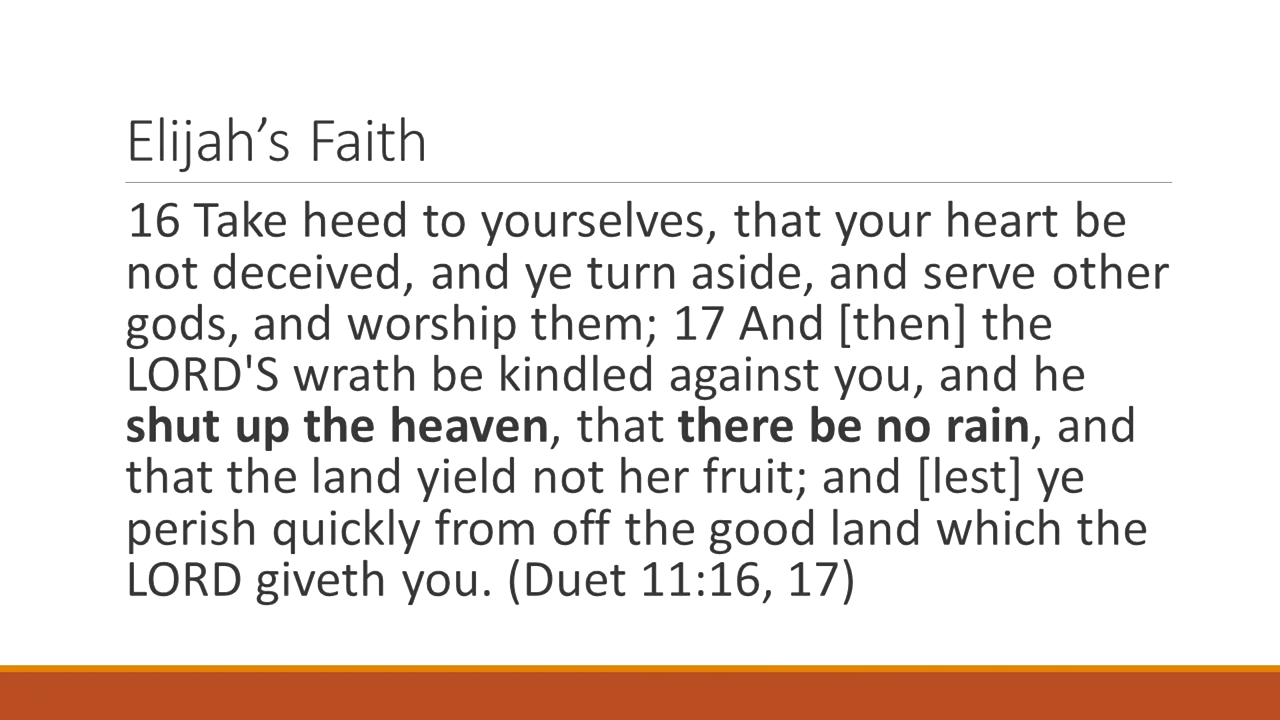 Elijah’s Faith
16 Take heed to yourselves, that your heart be
not deceived, and ye turn aside, and serve other
gods, and worship them; 17 And [then] the
LORD'S wrath be kindled against you, and he
shut up the heaven, that there be no rain, and
that the land yield not her fruit; and [lest] ye
perish quickly from off the good land which the
LORD giveth you. (Duet 11:16, 17)